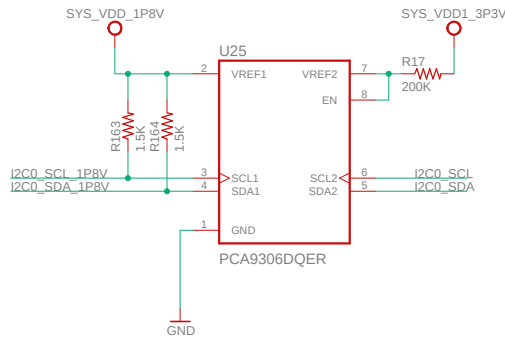 SYS_VDD_1P8V
SYS_VDD1_3P3V
U25
R17
200K
2
VREF1
VREF2
7
EN
8
R163
1.5K
R164
1.5K
I2C0_SCL_1P8V
3
SCL1
SCL2
6
I2C0_SCL
I2C0_SDA_1P8V
4
SDA1
SDA2
5
I2C0_SDA
1
GND
PCA9306DQER
GND